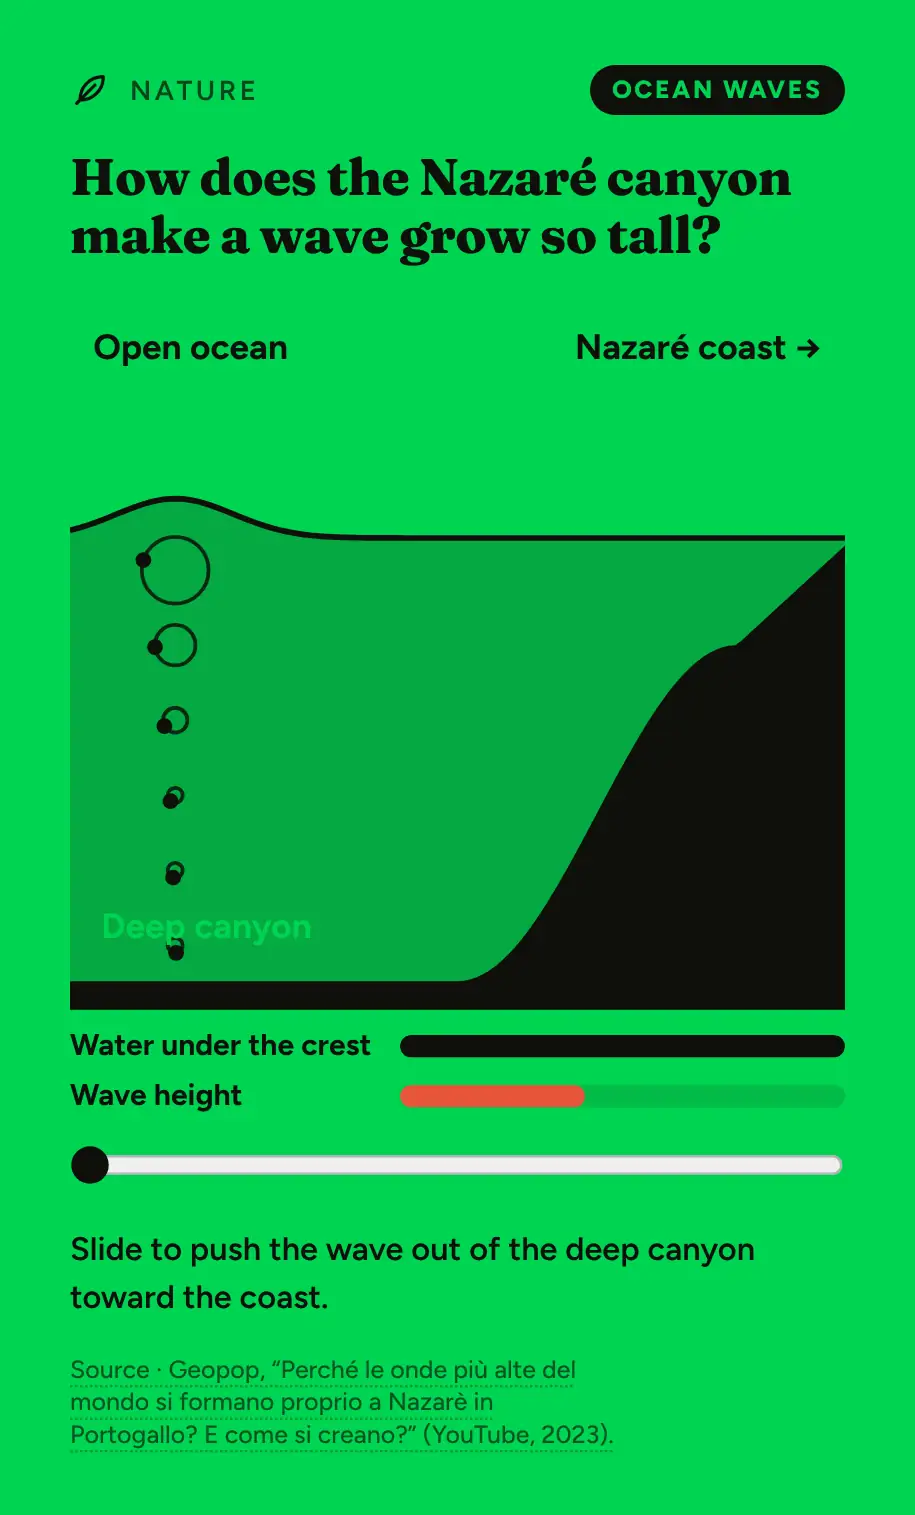 NATURE
OCEAN WAVES
How does the Nazaré canyon
make a wave grow so tall?
Open ocean
Nazaré coast →
Deep canyon
Water under the crest
Wave height
Slide to push the wave out of the deep canyon
toward the coast.
Source · Geopop, “Perché le onde più alte del
mondo si formano proprio a Nazarè in
Portogallo? E come si creano?” (YouTube, 2023).